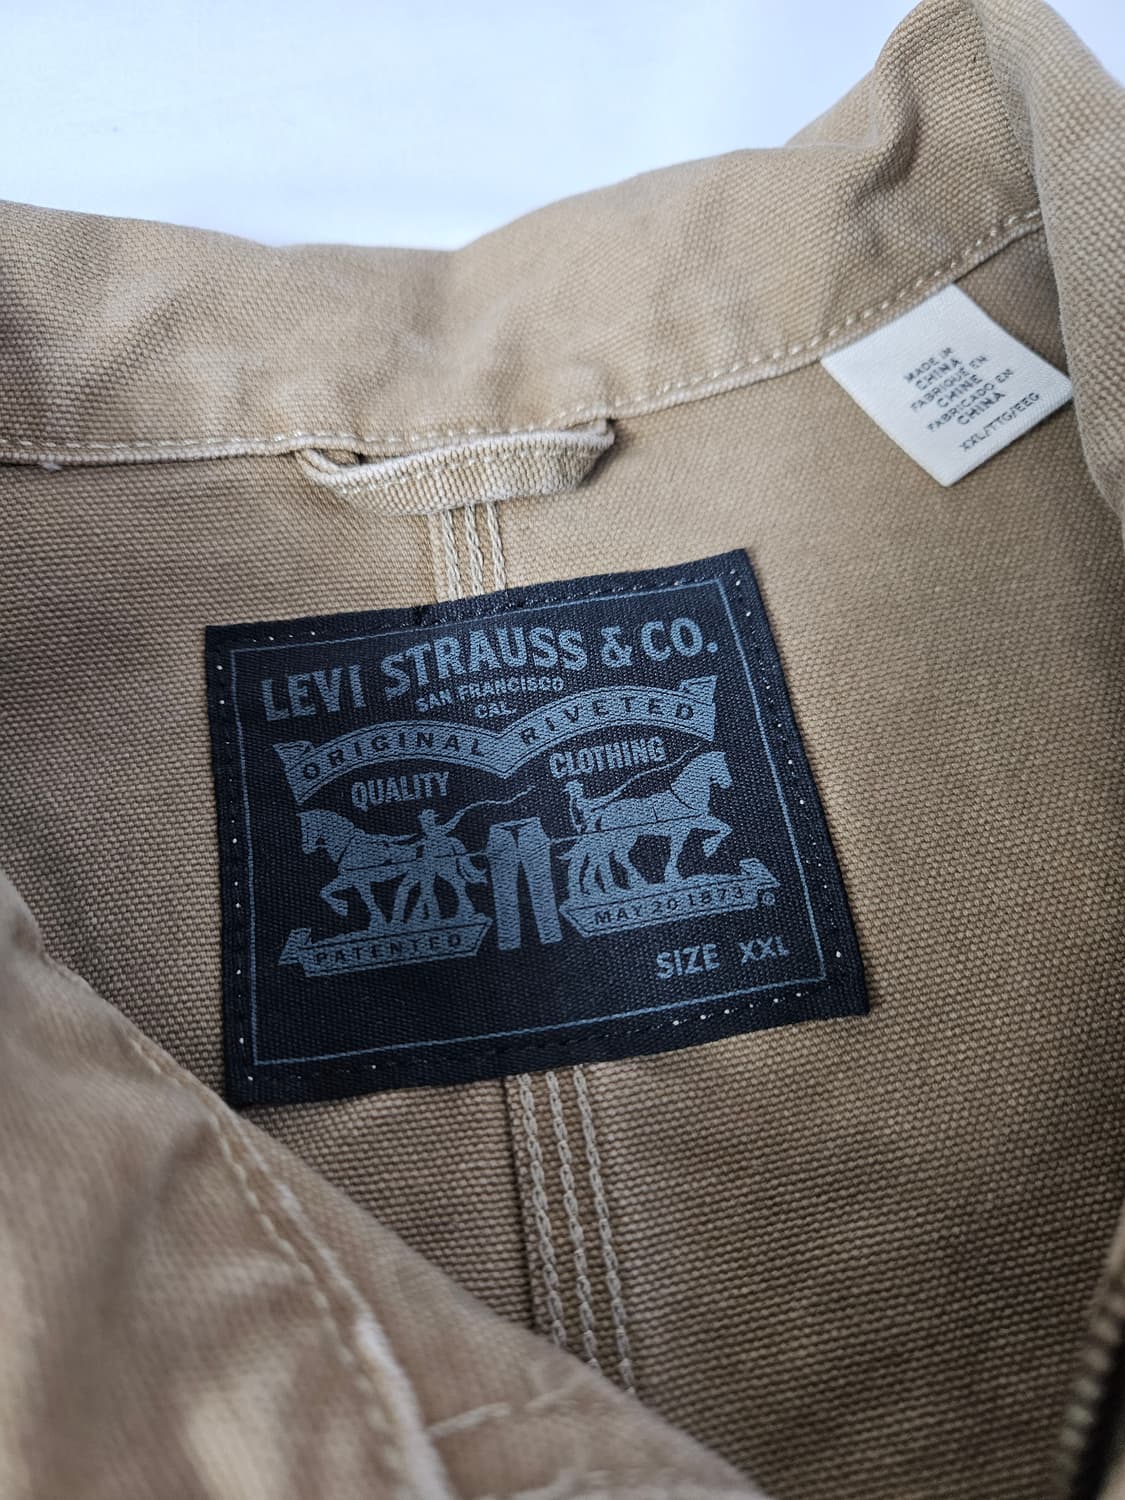 MADE IN
CHINA
FABRIQUE EN
CHINE
FABRICADO EN
CHINA
XXL/TTG/EEG
LEVI STRAUSS & CO.
SAN FRANCISCO
CAL
ORIGINAL RIVETED
QUALITY CLOTHING
PATENTED MAY 20 1873 ®
SIZE XXL